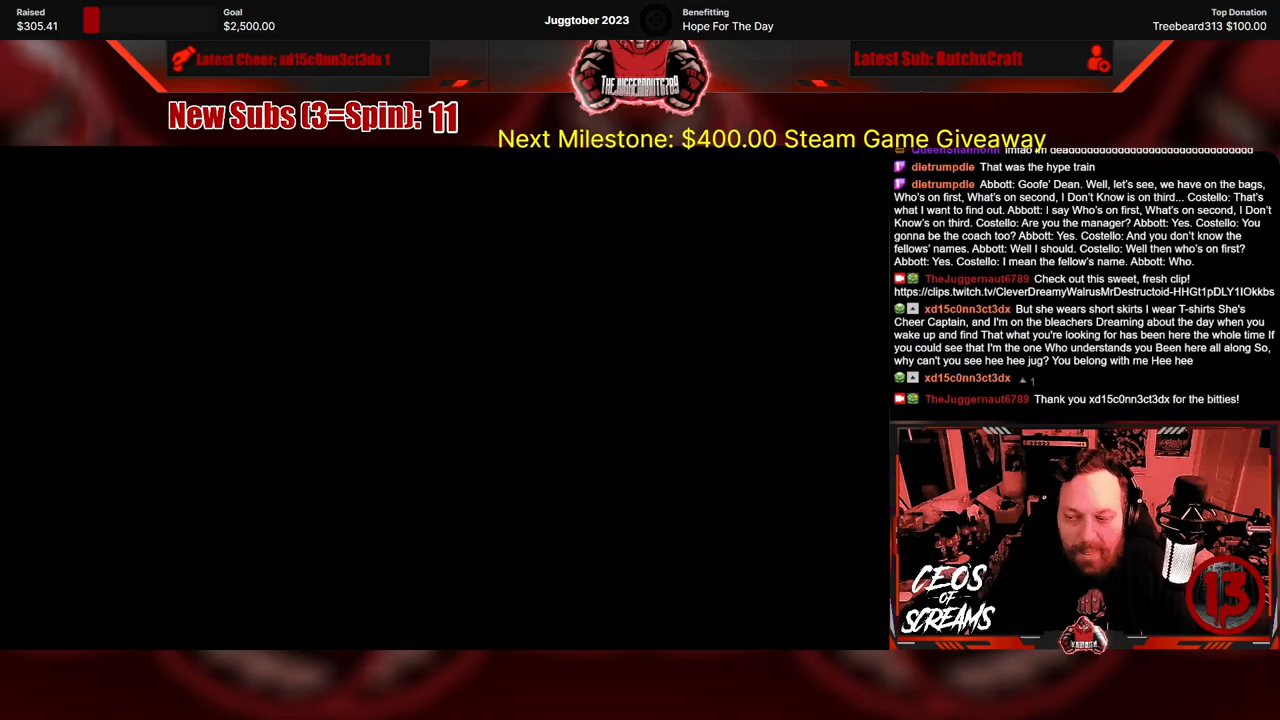 Raised
$305.41
Goal
$2,500.00
Juggtober 2023
Benefitting
Hope For The Day
Top Donation
Treebeard313 $100.00
Latest Cheer: xd15c0nn3ct3dx 1
THEJUGGERNAUT6789
Latest Sub: ButchxCraft
New Subs (3=Spin): 11
Next Milestone: $400.00 Steam Game Giveaway
dietrumpdie That was the hype train
dietrumpdie Abbott: Goofe' Dean. Well, let's see, we have on the bags,
Who's on first, What's on second, I Don't Know is on third... Costello: That's
what I want to find out. Abbott: I say Who's on first, What's on second, I Don't
Know's on third. Costello: Are you the manager? Abbott: Yes. Costello: You
gonna be the coach too? Abbott: Yes. Costello: And you don't know the
fellows' names. Abbott: Well I should. Costello: Well then who's on first?
Abbott: Yes. Costello: I mean the fellow's name. Abbott: Who.
TheJuggernaut6789 Check out this sweet, fresh clip!
https://clips.twitch.tv/CleverDreamyWalrusMrDestructoid-HHGt1pDLY1IOkkbs
xd15c0nn3ct3dx But she wears short skirts I wear T-shirts She's
Cheer Captain, and I'm on the bleachers Dreaming about the day when you
wake up and find That what you're looking for has been here the whole time If
you could see that I'm the one Who understands you Been here all along So,
why can't you see hee hee jug? You belong with me Hee hee
xd15c0nn3ct3dx 1
TheJuggernaut6789 Thank you xd15c0nn3ct3dx for the bitties!
CEOS
OF
SCREAMS
13